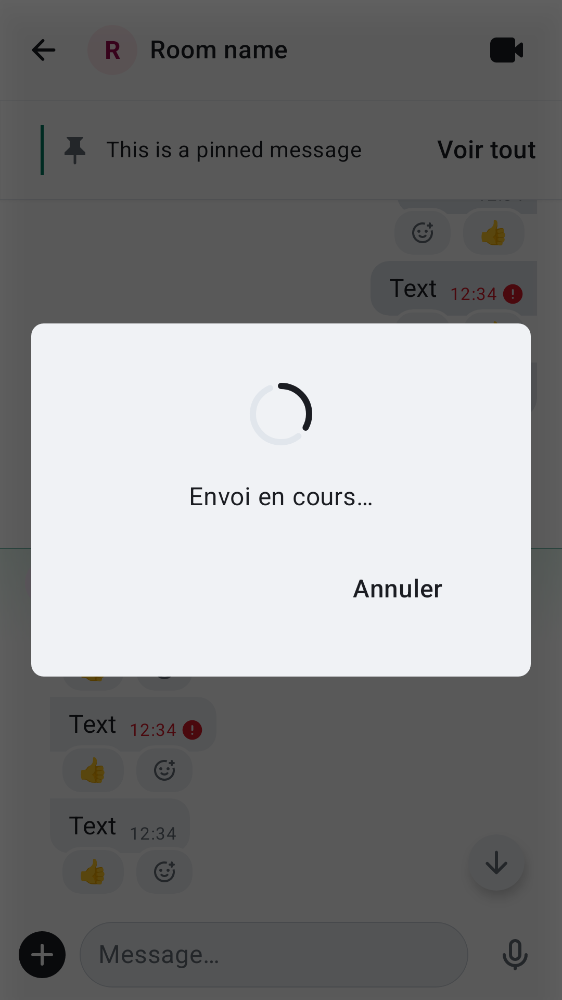 R Room name
This is a pinned message Voir tout
Text 12:34
Envoi en cours…
Annuler
Text 12:34
Text 12:34
Message…